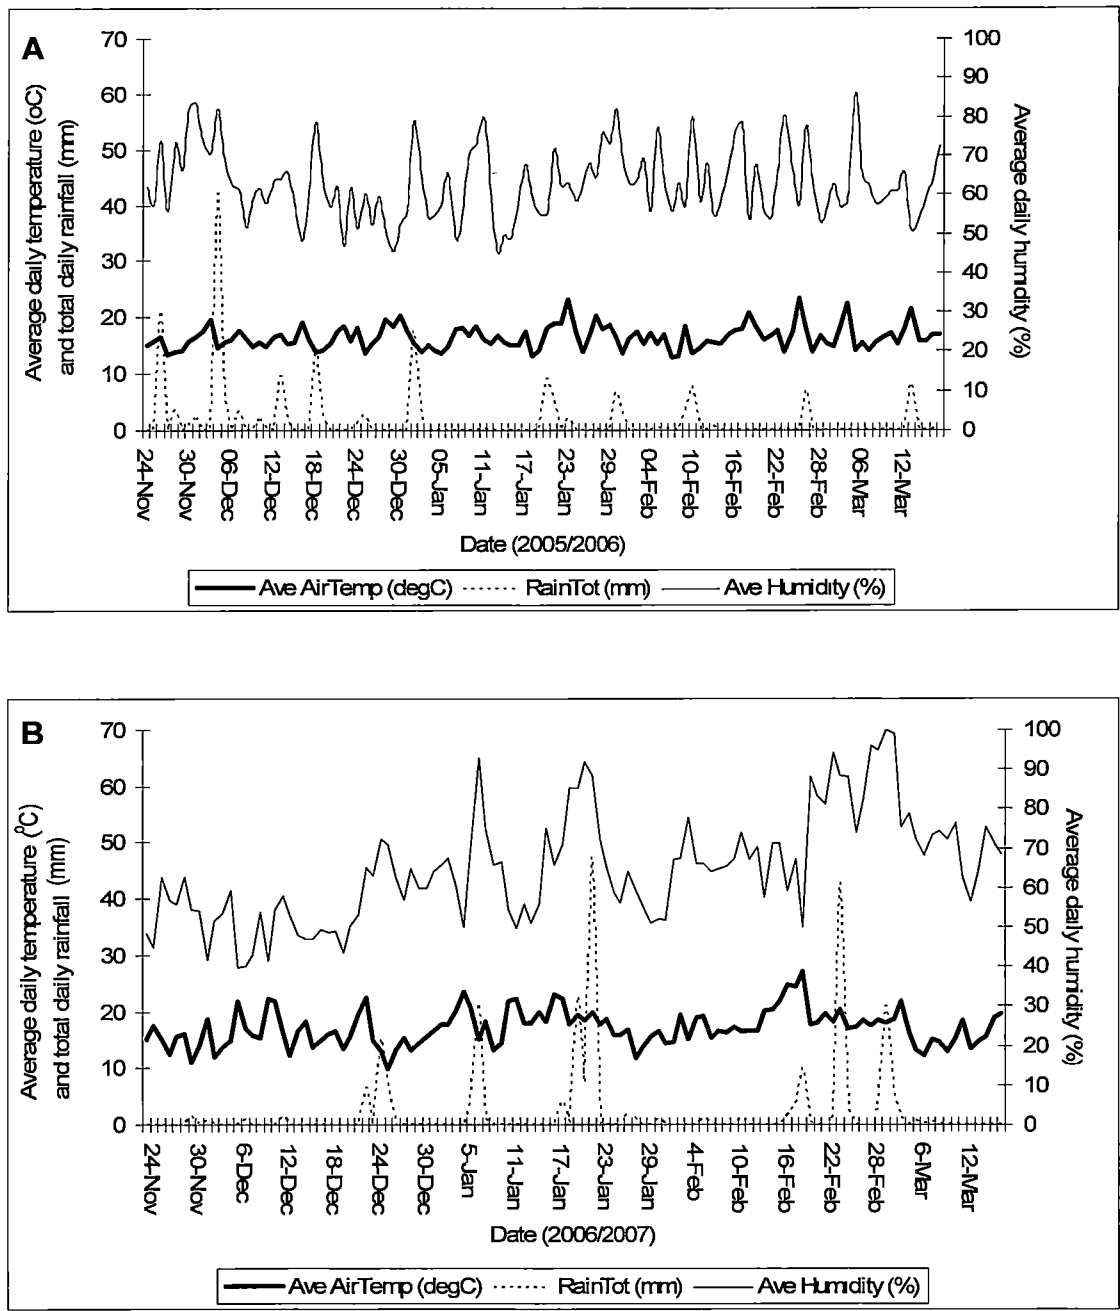 A
70
60
50
40
30
20
10
0
Average daily temperature (oC)
and total daily rainfall (mm)
100
90
80
70
60
50
40
30
20
10
0
Average daily humidity (%)
24-Nov
30-Nov
06-Dec
12-Dec
18-Dec
24-Dec
30-Dec
05-Jan
11-Jan
17-Jan
23-Jan
29-Jan
04-Feb
10-Feb
16-Feb
22-Feb
28-Feb
06-Mar
12-Mar
Date (2005/2006)
Ave AirTemp (degC) RainTot (mm) Ave Humidity (%)
B
70
60
50
40
30
20
10
0
Average daily temperature (⁰C)
and total daily rainfall (mm)
100
90
80
70
60
50
40
30
20
10
0
Average daily humidity (%)
24-Nov
30-Nov
6-Dec
12-Dec
18-Dec
24-Dec
30-Dec
5-Jan
11-Jan
17-Jan
23-Jan
29-Jan
4-Feb
10-Feb
16-Feb
22-Feb
28-Feb
6-Mar
12-Mar
Date (2006/2007)
Ave AirTemp (degC) RainTot (mm) Ave Humidity (%)